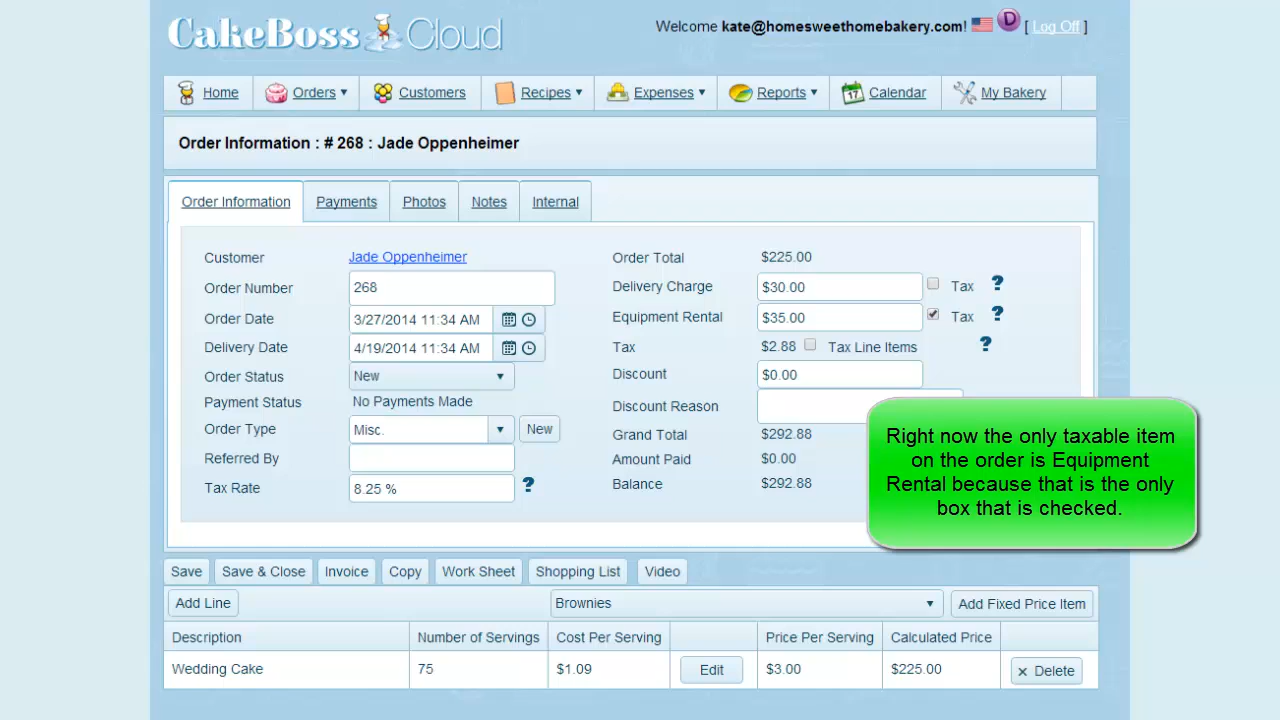 CakeBoss Cloud
Welcome kate@homesweethomebakery.com! D [ Log Off ]
Home Orders Customers Recipes Expenses Reports 17 Calendar My Bakery
Order Information : # 268 : Jade Oppenheimer
Order Information Payments Photos Notes Internal
Customer Jade Oppenheimer
Order Number 268
Order Date 3/27/2014 11:34 AM
Delivery Date 4/19/2014 11:34 AM
Order Status New
Payment Status No Payments Made
Order Type Misc. New
Referred By
Tax Rate 8.25 % ?
Order Total $225.00
Delivery Charge $30.00 Tax ?
Equipment Rental $35.00 Tax ?
Tax $2.88 Tax Line Items ?
Discount $0.00
Discount Reason
Grand Total $292.88
Amount Paid $0.00
Balance $292.88
Right now the only taxable item
on the order is Equipment
Rental because that is the only
box that is checked.
Save Save & Close Invoice Copy Work Sheet Shopping List Video
Add Line Brownies Add Fixed Price Item
Description Number of Servings Cost Per Serving Price Per Serving Calculated Price
Wedding Cake 75 $1.09 Edit $3.00 $225.00 x Delete